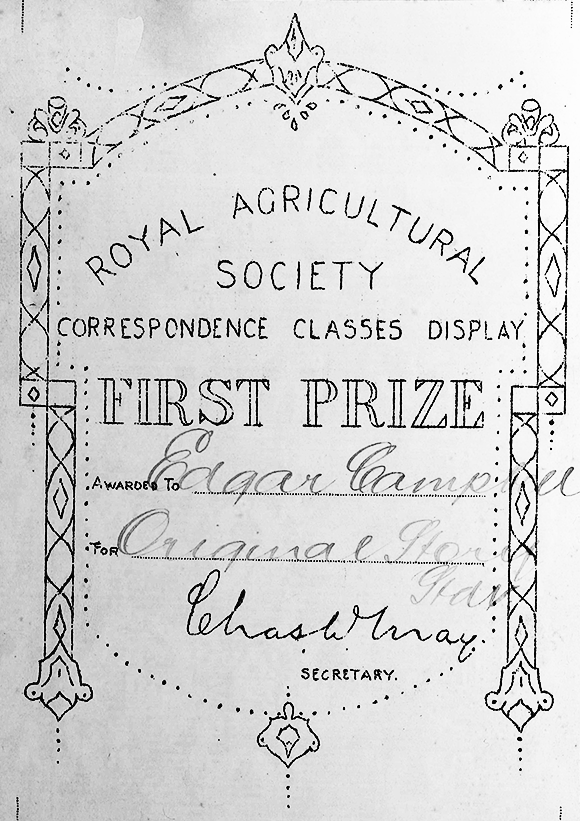 ROYAL AGRICULTURAL
SOCIETY
CORRESPONDENCE CLASSES DISPLAY
FIRST PRIZE
AWARDED TO Edgar Campbell
FOR Original Story
SECRETARY.